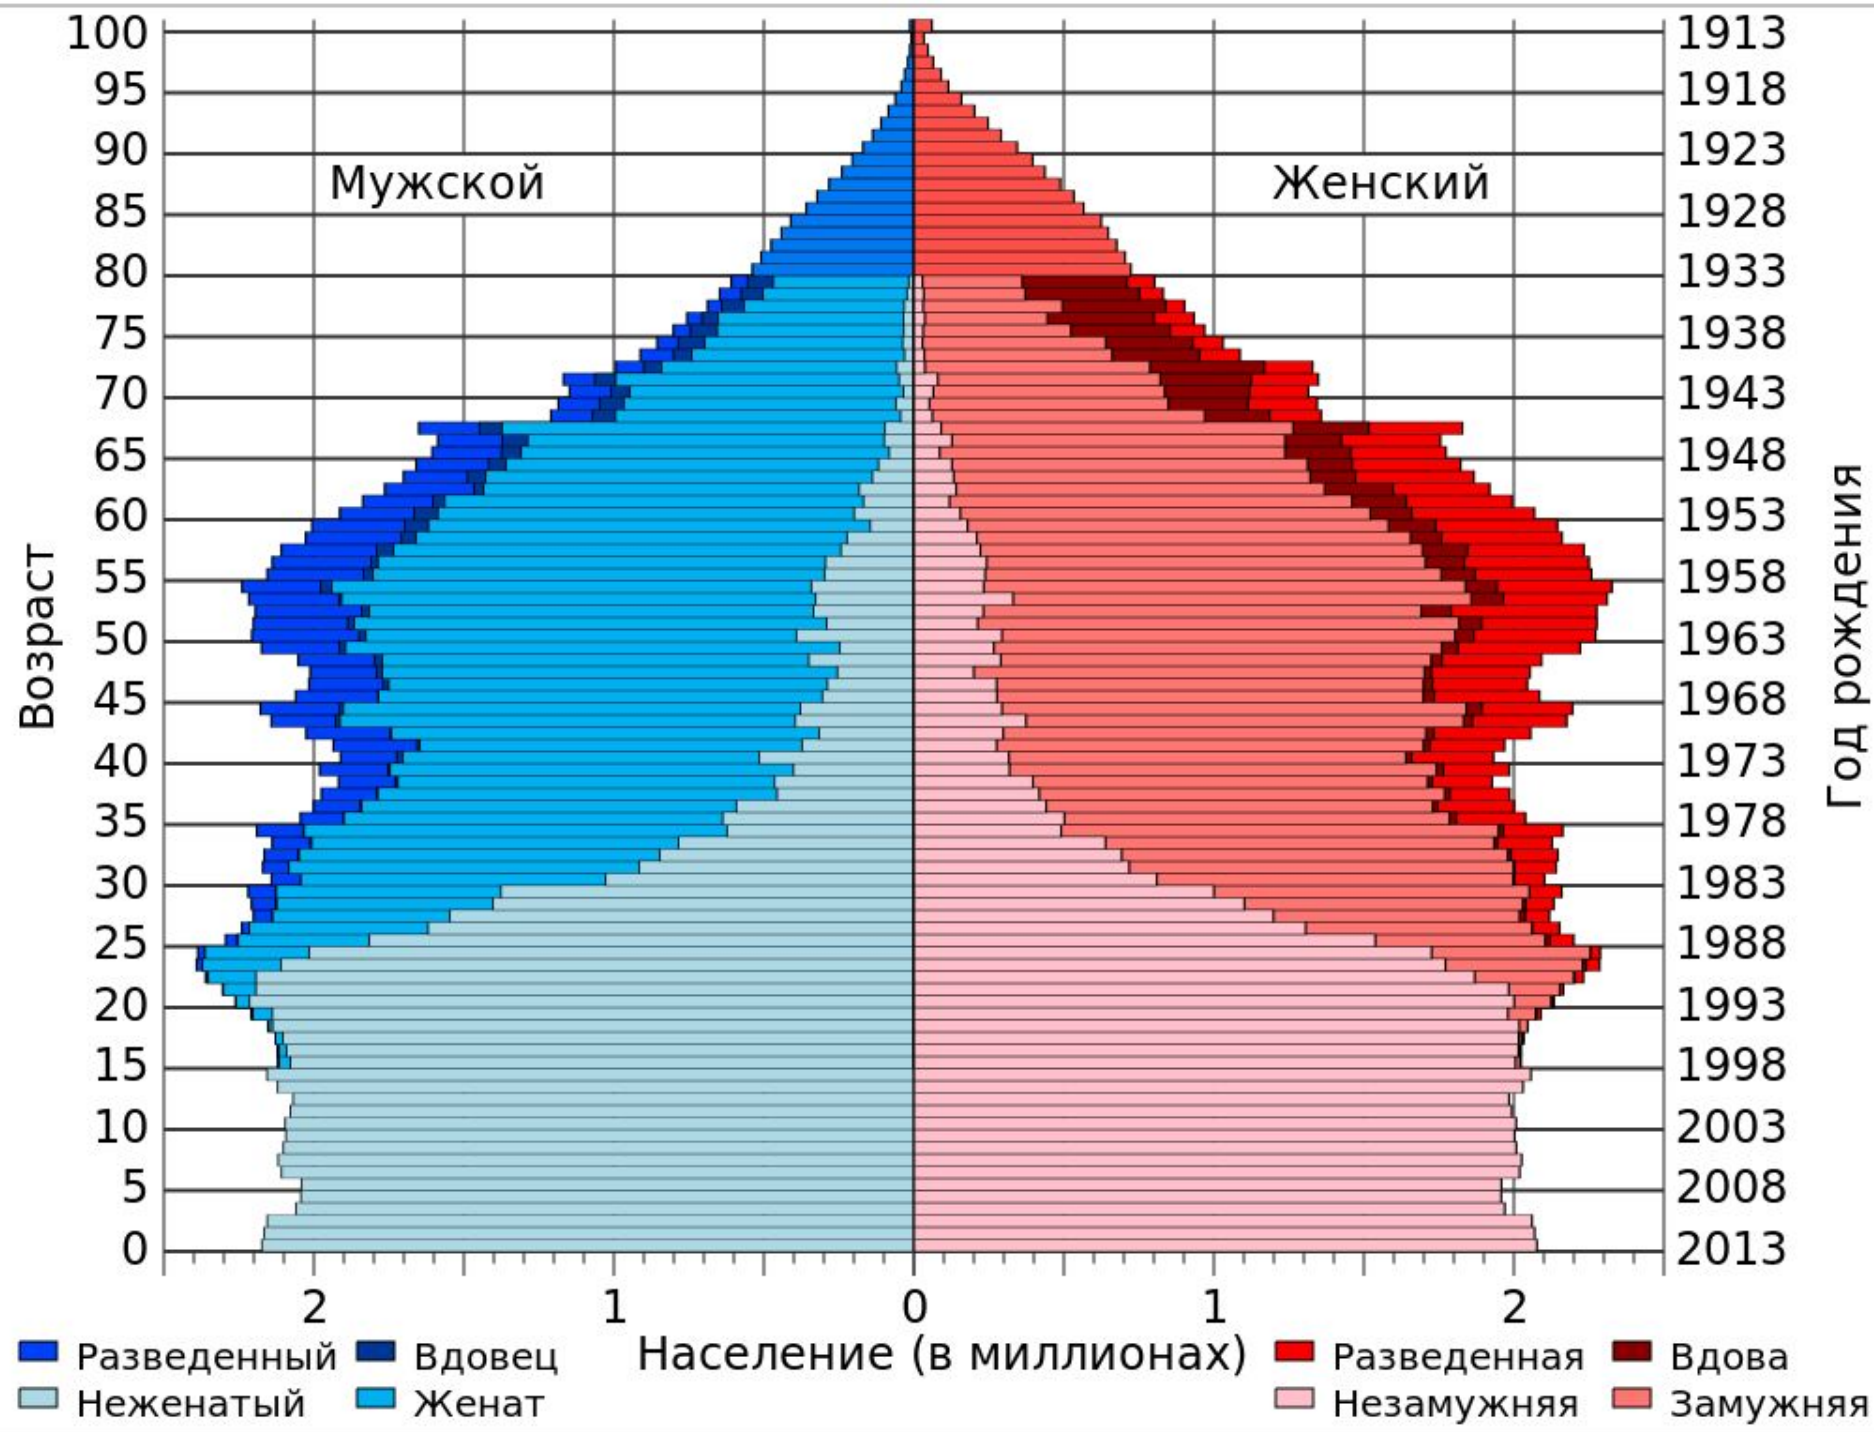 100 1913
95 1918
90 1923
Мужской Женский
85 1928
80 1933
75 1938
70 1943
65 1948
60 1953
55 1958
50 1963
45 1968
40 1973
35 1978
30 1983
25 1988
20 1993
15 1998
10 2003
5 2008
0 2013
Возраст
Год рождения
2 1 0 1 2
Население (в миллионах)
Разведенный Вдовец
Неженатый Женат
Разведенная Вдова
Незамужняя Замужняя